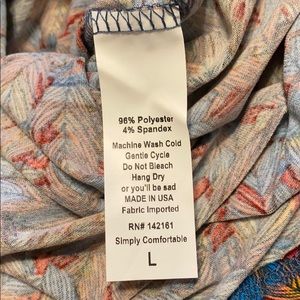 96% Polyester
4% Spandex
Machine Wash Cold
Gentle Cycle
Do Not Bleach
Hang Dry
or you'll be sad
MADE IN USA
Fabric Imported
RN# 142161
Simply Comfortable
L